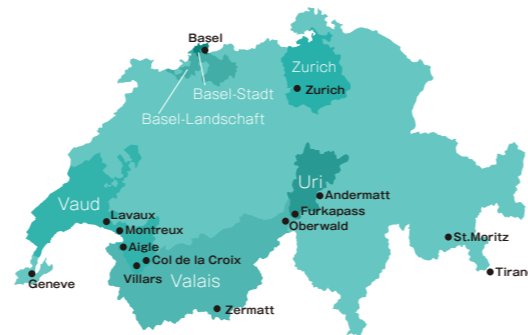 Basel
Zurich
Basel-Stadt
Zurich
Basel-Landschaft
Uri
Vaud
Andermatt
Lavaux
Furkapass
Oberwald
Montreux
St.Moritz
Aigle
Col de la Croix
Tiran
Villars
Valais
Geneve
Zermatt